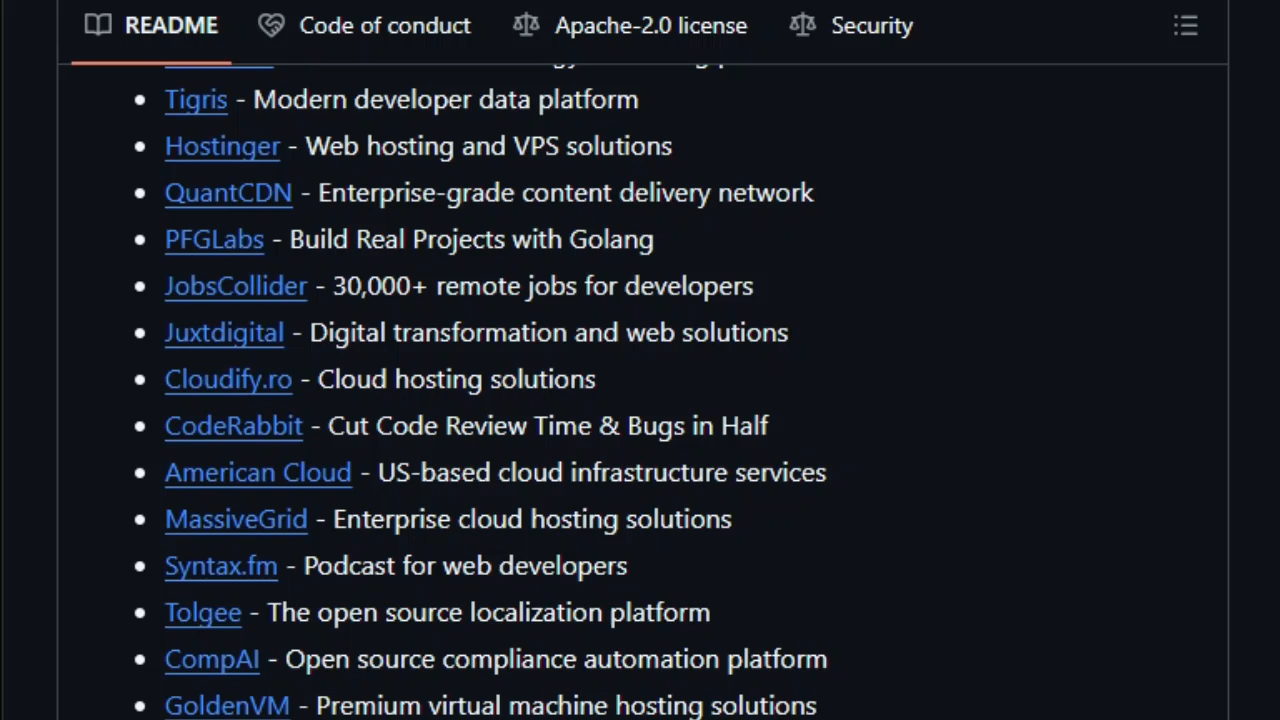 README Code of conduct Apache-2.0 license Security
Tigris - Modern developer data platform
Hostinger - Web hosting and VPS solutions
QuantCDN - Enterprise-grade content delivery network
PFGLabs - Build Real Projects with Golang
JobsCollider - 30,000+ remote jobs for developers
Juxtdigital - Digital transformation and web solutions
Cloudify.ro - Cloud hosting solutions
CodeRabbit - Cut Code Review Time & Bugs in Half
American Cloud - US-based cloud infrastructure services
MassiveGrid - Enterprise cloud hosting solutions
Syntax.fm - Podcast for web developers
Tolgee - The open source localization platform
CompAI - Open source compliance automation platform
GoldenVM - Premium virtual machine hosting solutions